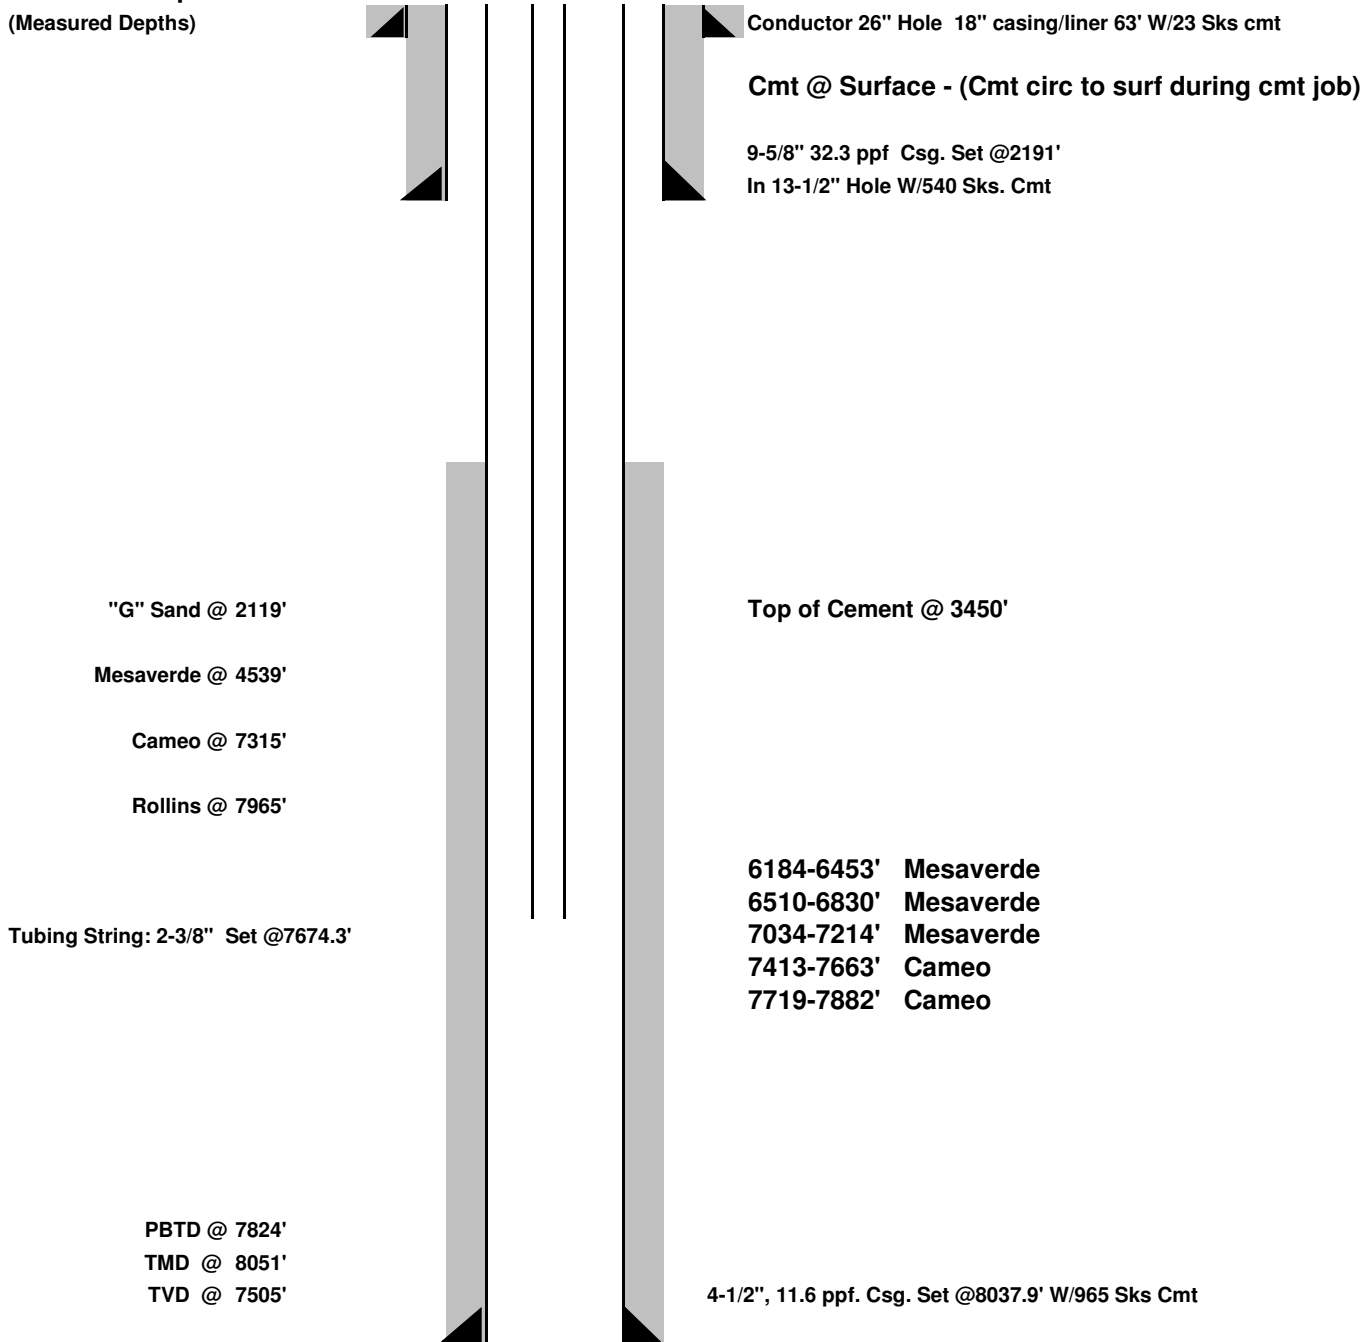 (Measured Depths)
Conductor 26" Hole 18" casing/liner 63' W/23 Sks cmt
Cmt @ Surface - (Cmt circ to surf during cmt job)
9-5/8" 32.3 ppf Csg. Set @2191'
In 13-1/2" Hole W/540 Sks. Cmt
"G" Sand @ 2119'
Top of Cement @ 3450'
Mesaverde @ 4539'
Cameo @ 7315'
Rollins @ 7965'
6184-6453' Mesaverde
6510-6830' Mesaverde
7034-7214' Mesaverde
Tubing String: 2-3/8" Set @7674.3'
7413-7663' Cameo
7719-7882' Cameo
PBTD @ 7824'
TMD @ 8051'
TVD @ 7505'
4-1/2", 11.6 ppf. Csg. Set @8037.9' W/965 Sks Cmt